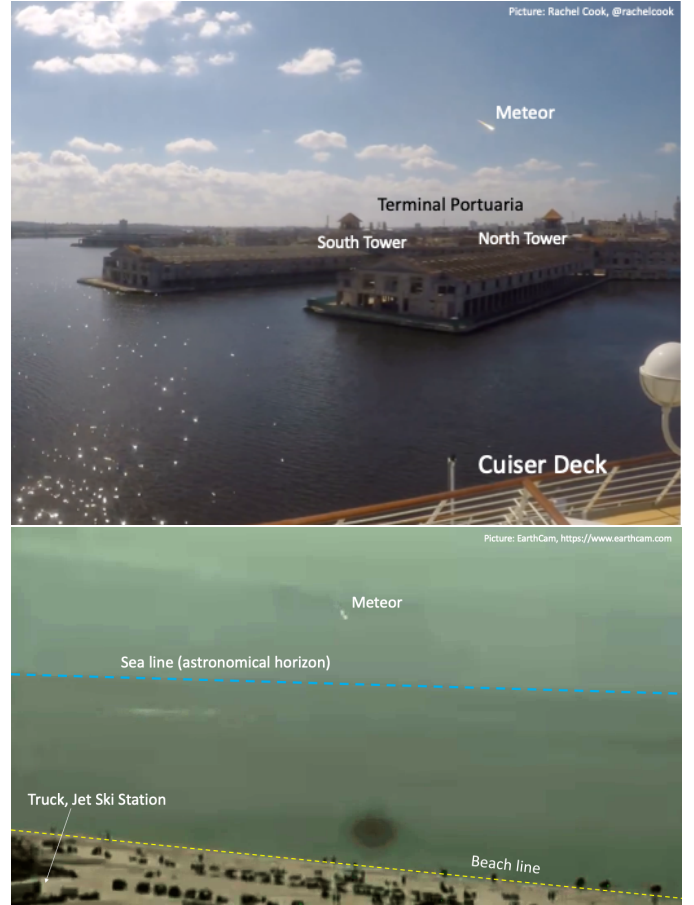 Picture: Rachel Cook, @rachelcook
Meteor
Terminal Portuaria
South Tower
North Tower
Cuiser Deck
Picture: EarthCam, https://www.earthcam.com
Meteor
Sea line (astronomical horizon)
Truck, Jet Ski Station
Beach line